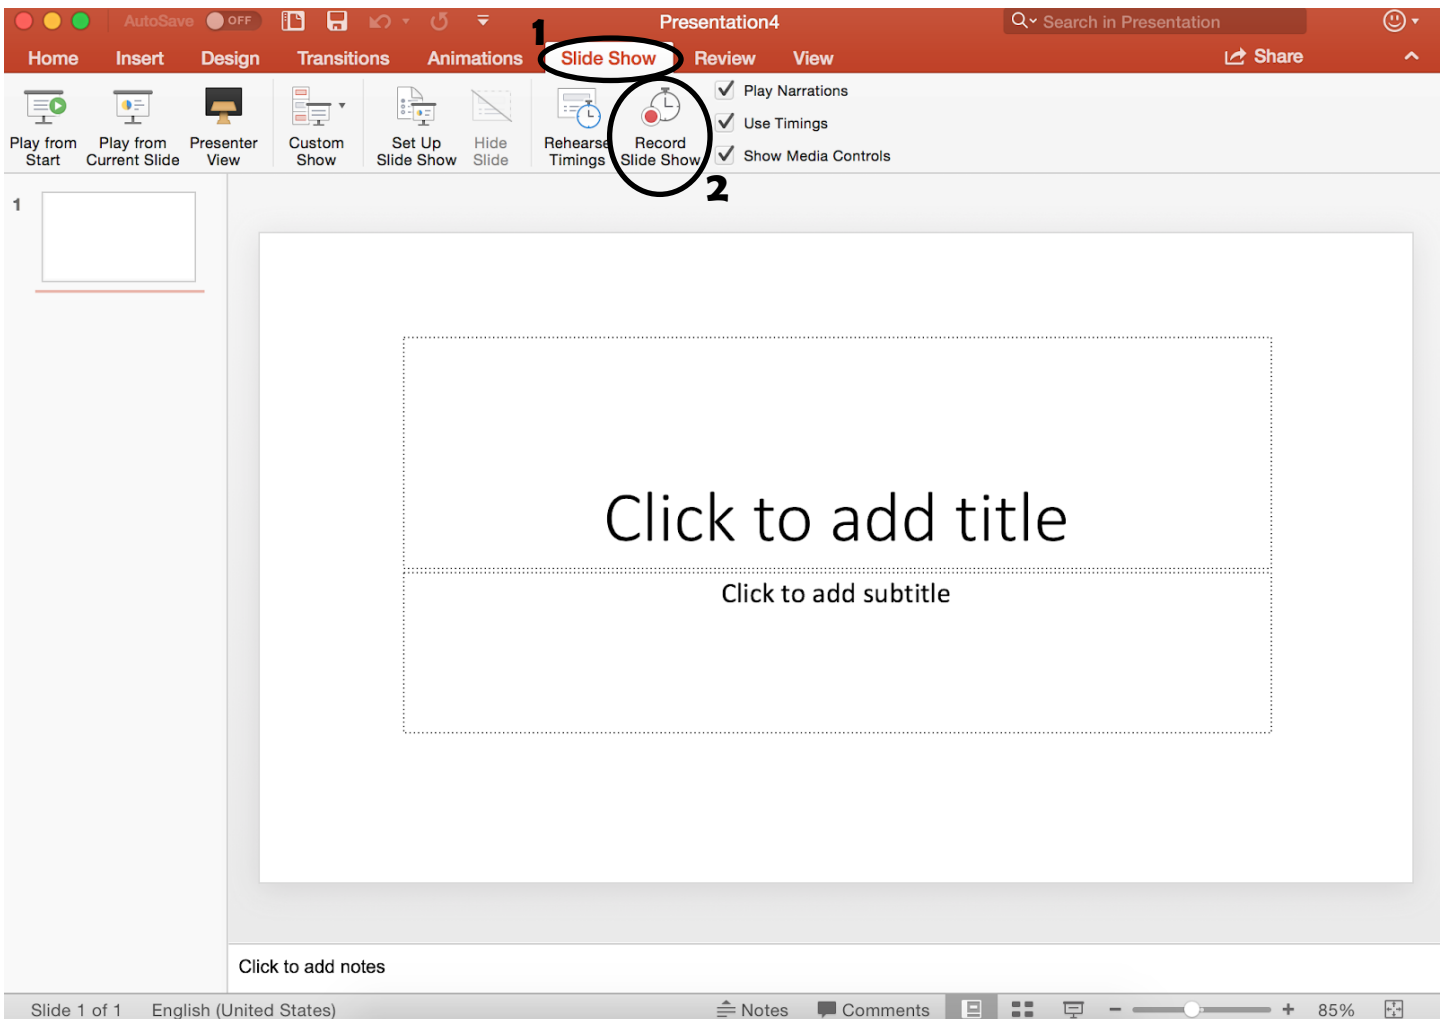 AutoSave OFF
Presentation4
Search in Presentation
1
Home Insert Design Transitions Animations Slide Show Review View Share
Play from Start
Play from Current Slide
Presenter View
Custom Show
Set Up Slide Show
Hide Slide
Rehearse Timings
Record Slide Show
Play Narrations
Use Timings
Show Media Controls
2
1
Click to add title
Click to add subtitle
Click to add notes
Slide 1 of 1 English (United States) Notes Comments 85%